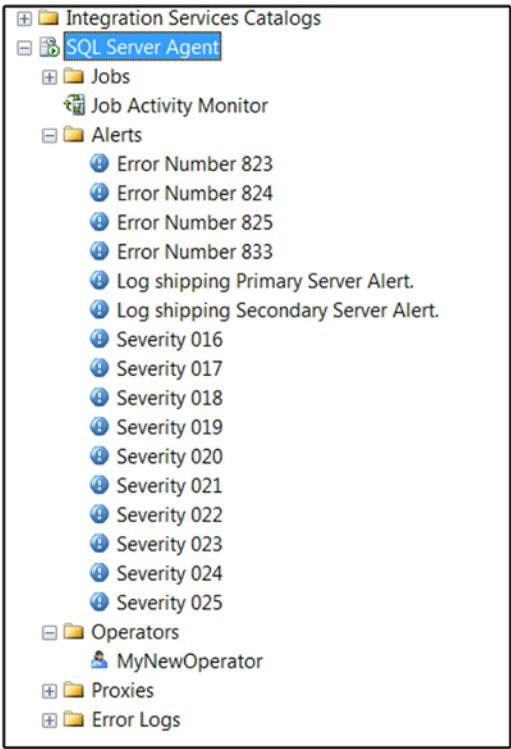 Integration Services Catalogs
SQL Server Agent
Jobs
Job Activity Monitor
Alerts
Error Number 823
Error Number 824
Error Number 825
Error Number 833
Log shipping Primary Server Alert.
Log shipping Secondary Server Alert.
Severity 016
Severity 017
Severity 018
Severity 019
Severity 020
Severity 021
Severity 022
Severity 023
Severity 024
Severity 025
Operators
MyNewOperator
Proxies
Error Logs